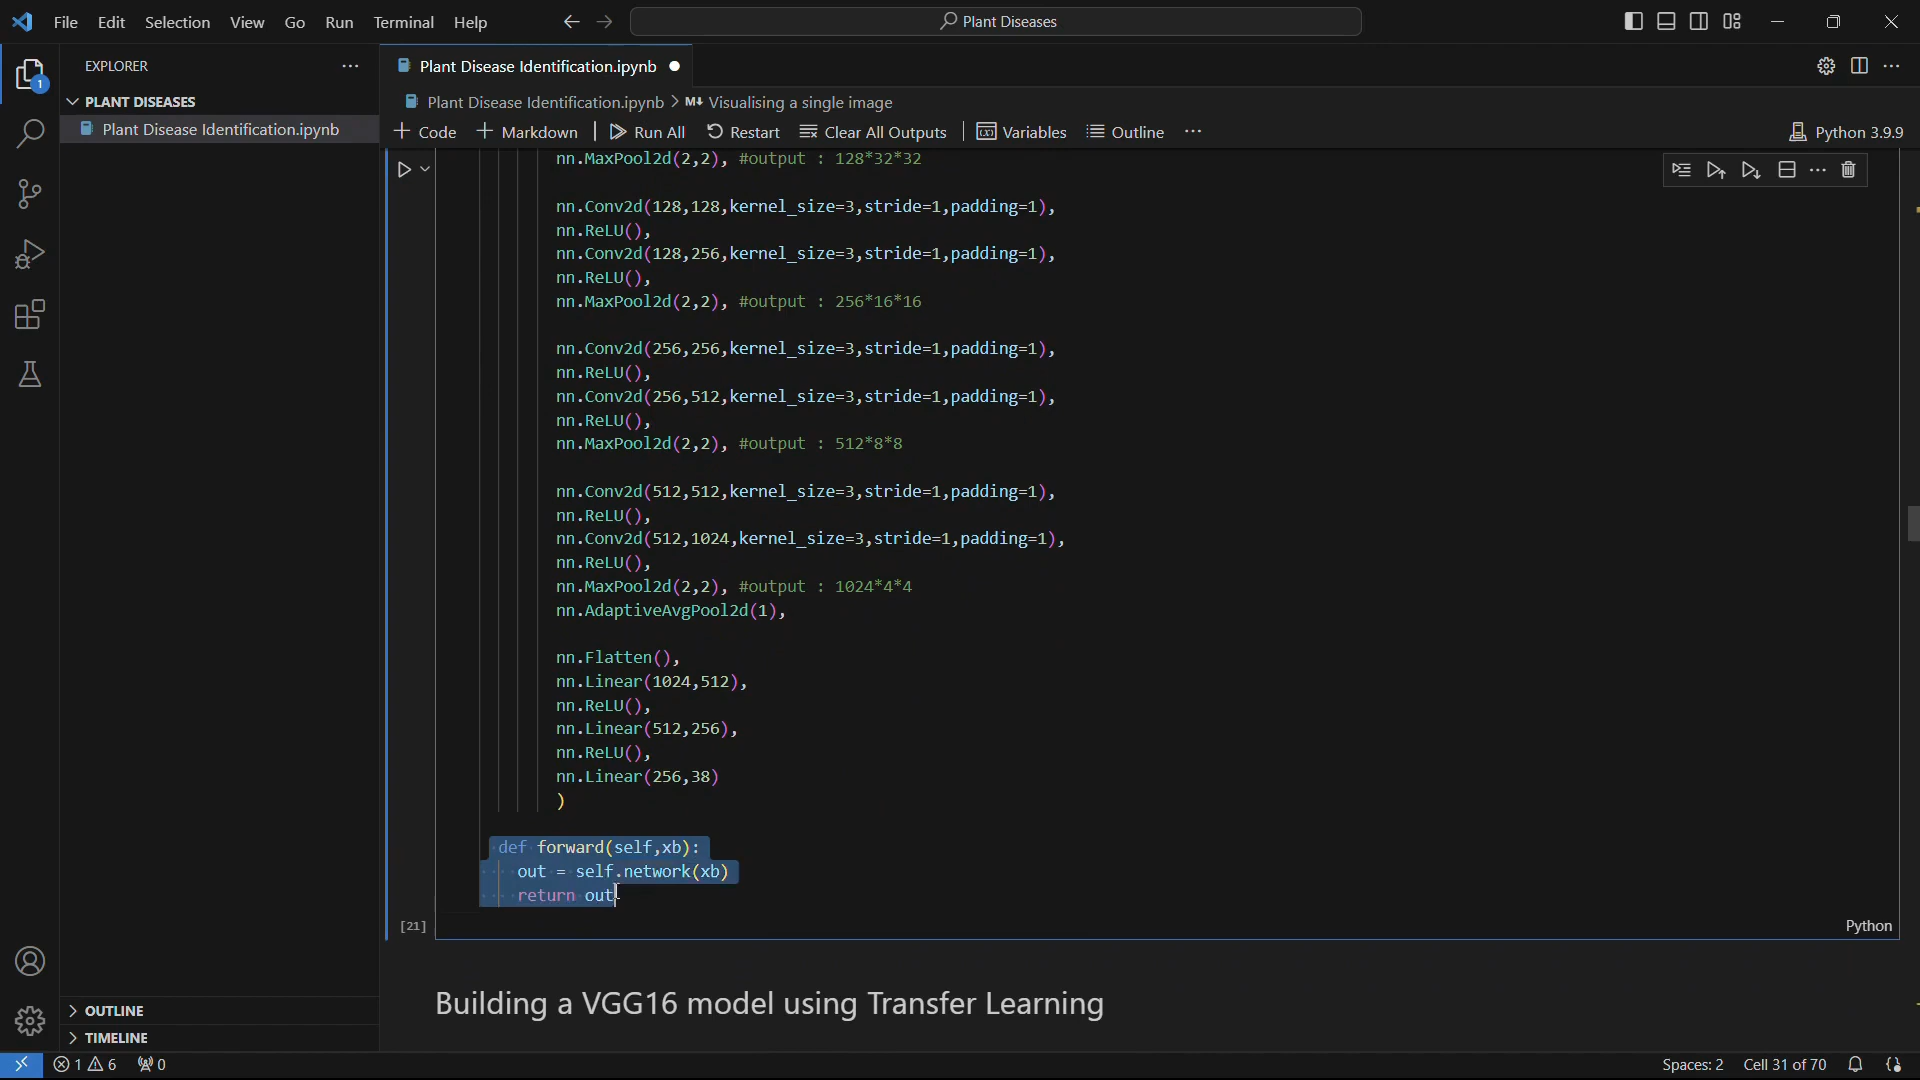 File Edit Selection View Go Run Terminal Help
Plant Diseases
EXPLORER
PLANT DISEASES
Plant Disease Identification.ipynb
1
Plant Disease Identification.ipynb
Plant Disease Identification.ipynb > M↓ Visualising a single image
+ Code + Markdown Run All Restart Clear All Outputs Variables Outline ...
Python 3.9.9
nn.MaxPool2d(2,2), #output : 128*32*32
nn.Conv2d(128,128,kernel_size=3,stride=1,padding=1),
nn.ReLU(),
nn.Conv2d(128,256,kernel_size=3,stride=1,padding=1),
nn.ReLU(),
nn.MaxPool2d(2,2), #output : 256*16*16
nn.Conv2d(256,256,kernel_size=3,stride=1,padding=1),
nn.ReLU(),
nn.Conv2d(256,512,kernel_size=3,stride=1,padding=1),
nn.ReLU(),
nn.MaxPool2d(2,2), #output : 512*8*8
nn.Conv2d(512,512,kernel_size=3,stride=1,padding=1),
nn.ReLU(),
nn.Conv2d(512,1024,kernel_size=3,stride=1,padding=1),
nn.ReLU(),
nn.MaxPool2d(2,2), #output : 1024*4*4
nn.AdaptiveAvgPool2d(1),
nn.Flatten(),
nn.Linear(1024,512),
nn.ReLU(),
nn.Linear(512,256),
nn.ReLU(),
nn.Linear(256,38)
)
def forward(self,xb):
out = self.network(xb)
return out
[21]
Python
Building a VGG16 model using Transfer Learning
OUTLINE
TIMELINE
1 6 0
Spaces: 2 Cell 31 of 70